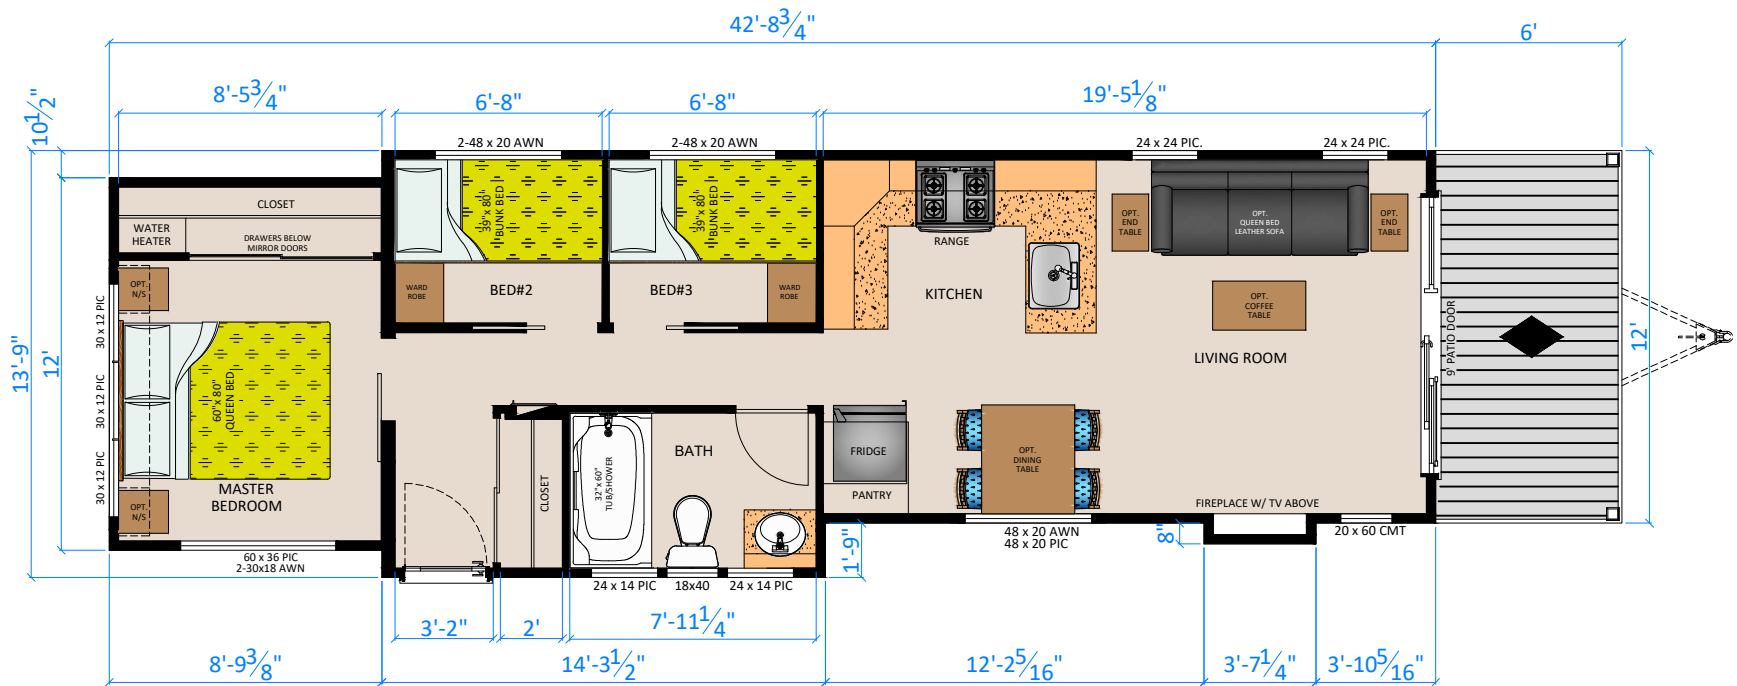 42'-8 3/4"
6'
8'-5 3/4"
6'-8"
6'-8"
19'-5 1/8"
10 1/2"
2-48 x 20 AWN
2-48 x 20 AWN
24 x 24 PIC.
24 x 24 PIC.
CLOSET
WATER
HEATER
DRAWERS BELOW
MIRROR DOORS
39"x 80"
BUNK BED
39"x 80"
BUNK BED
RANGE
OPT.
END
TABLE
OPT.
QUEEN BED
LEATHER SOFA
OPT.
END
TABLE
OPT.
N/S
WARD
ROBE
BED#2
BED#3
WARD
ROBE
KITCHEN
OPT.
COFFEE
TABLE
30 x 12 PIC
30 x 12 PIC
30 x 12 PIC
13'-9"
12'
60"x 80"
QUEEN BED
LIVING ROOM
9' PATIO DOOR
12'
MASTER
BEDROOM
OPT.
N/S
CLOSET
32"x 60"
TUB/SHOWER
BATH
FRIDGE
PANTRY
OPT.
DINING
TABLE
FIREPLACE W/ TV ABOVE
60 x 36 PIC
2-30x18 AWN
24 x 14 PIC
18x40
24 x 14 PIC
1'-9"
48 x 20 AWN
48 x 20 PIC
8"
20 x 60 CMT
3'-2"
2'
7'-11 1/4"
8'-9 3/8"
14'-3 1/2"
12'-2 5/16"
3'-7 1/4"
3'-10 5/16"